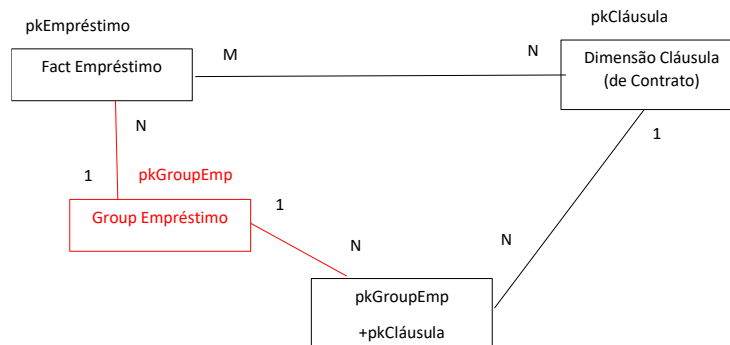 pkEmpréstimo
pkCláusula
Fact Empréstimo
M
N
Dimensão Cláusula
(de Contrato)
N
1
1
pkGroupEmp
Group Empréstimo
1
N
N
pkGroupEmp
+pkCláusula